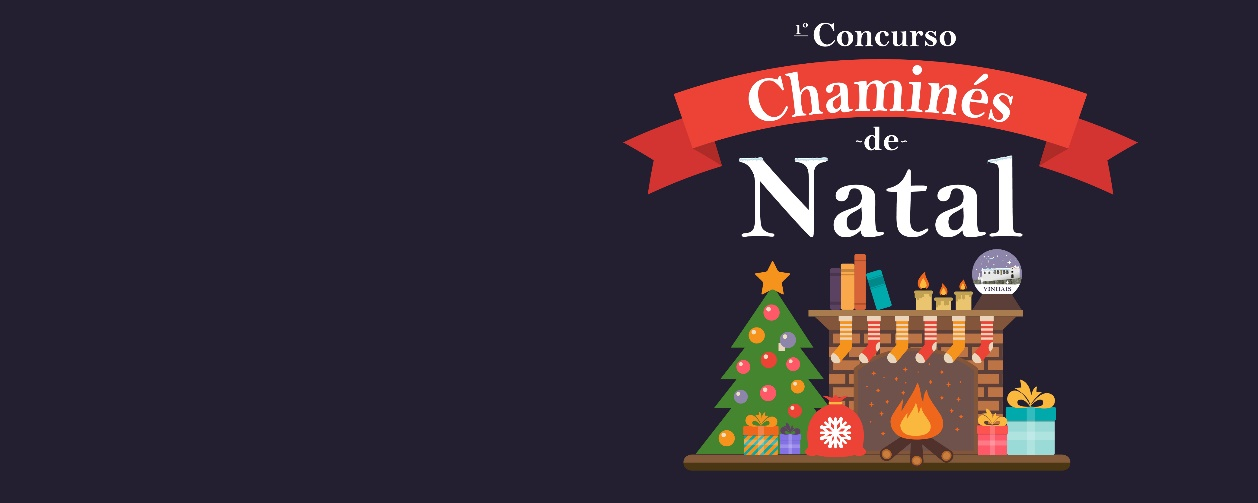 1º Concurso
Chaminés
-de-
Natal
VINHAIS